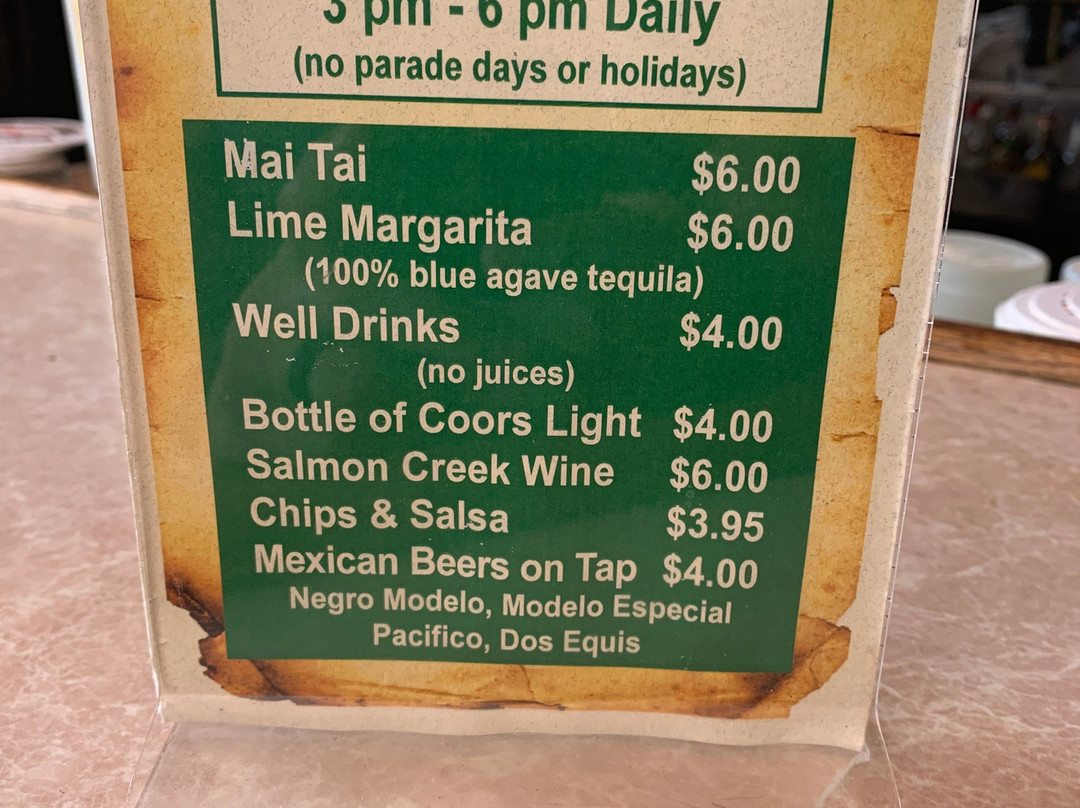 3 pm - 6 pm Daily
(no parade days or holidays)
Mai Tai $6.00
Lime Margarita $6.00
(100% blue agave tequila)
Well Drinks $4.00
(no juices)
Bottle of Coors Light $4.00
Salmon Creek Wine $6.00
Chips & Salsa $3.95
Mexican Beers on Tap $4.00
Negro Modelo, Modelo Especial
Pacifico, Dos Equis